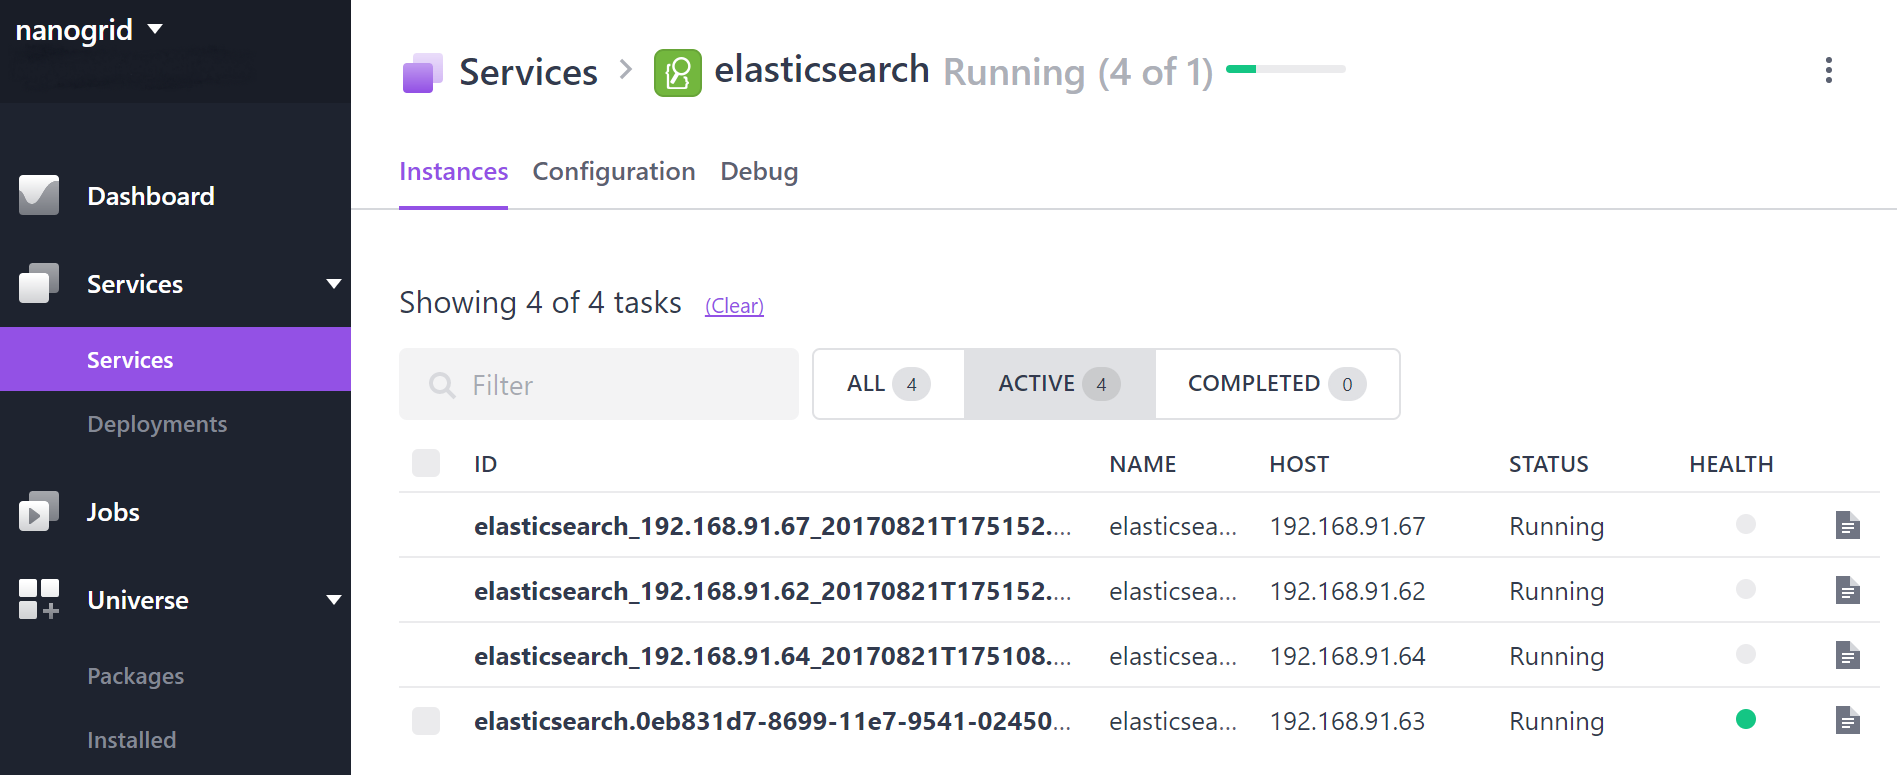 nanogrid
Services > elasticsearch Running (4 of 1)
Dashboard
Services
Services
Deployments
Jobs
Universe
Packages
Installed
Instances Configuration Debug
Showing 4 of 4 tasks (Clear)
Filter
ALL 4 ACTIVE 4 COMPLETED 0
ID NAME HOST STATUS HEALTH
elasticsearch_192.168.91.67_20170821T175152.... elasticsea... 192.168.91.67 Running
elasticsearch_192.168.91.62_20170821T175152.... elasticsea... 192.168.91.62 Running
elasticsearch_192.168.91.64_20170821T175108.... elasticsea... 192.168.91.64 Running
elasticsearch.0eb831d7-8699-11e7-9541-02450... elasticsea... 192.168.91.63 Running